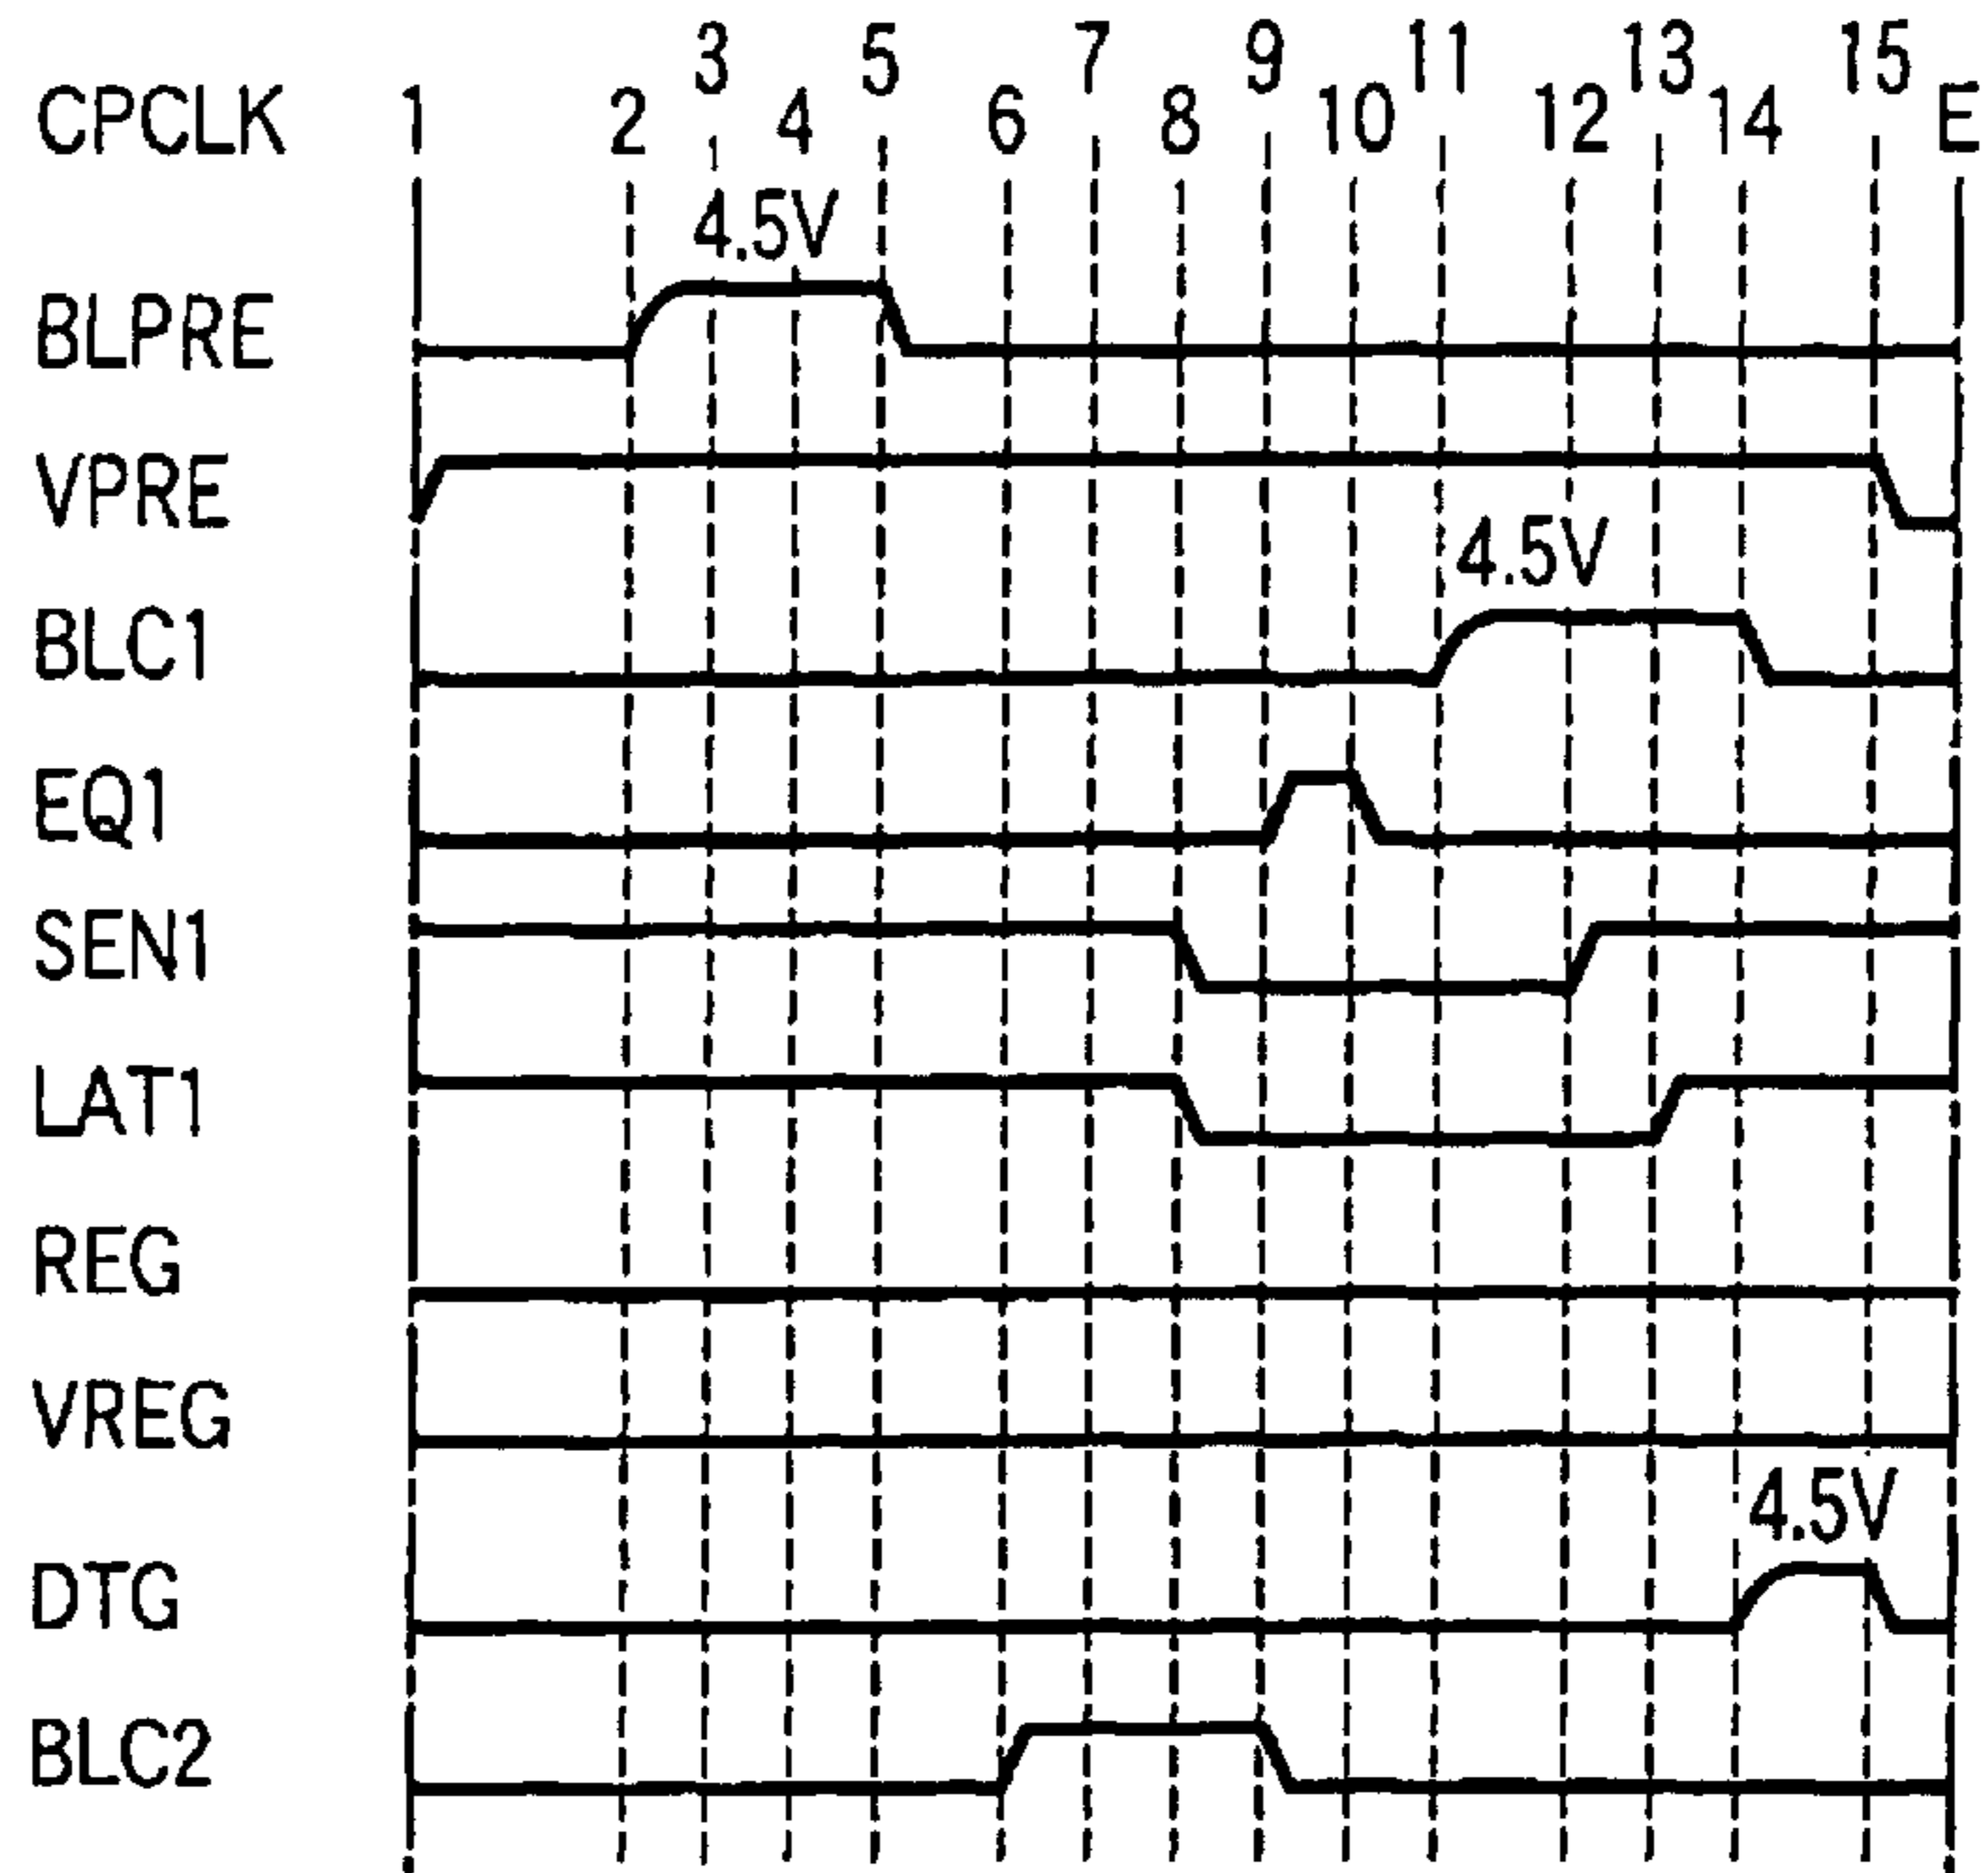 3 5 7 9 11 13 15
CPCLK 1 2 4 6 8 10 12 14 E
4.5V
BLPRE
VPRE
4.5V
BLC1
EQ1
SEN1
LAT1
REG
VREG
4.5V
DTG
BLC2